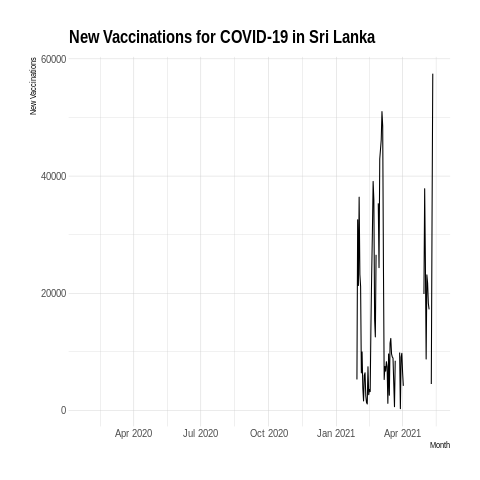 New Vaccinations for COVID-19 in Sri Lanka
New Vaccinations
60000
40000
20000
0
Apr 2020 Jul 2020 Oct 2020 Jan 2021 Apr 2021
Month